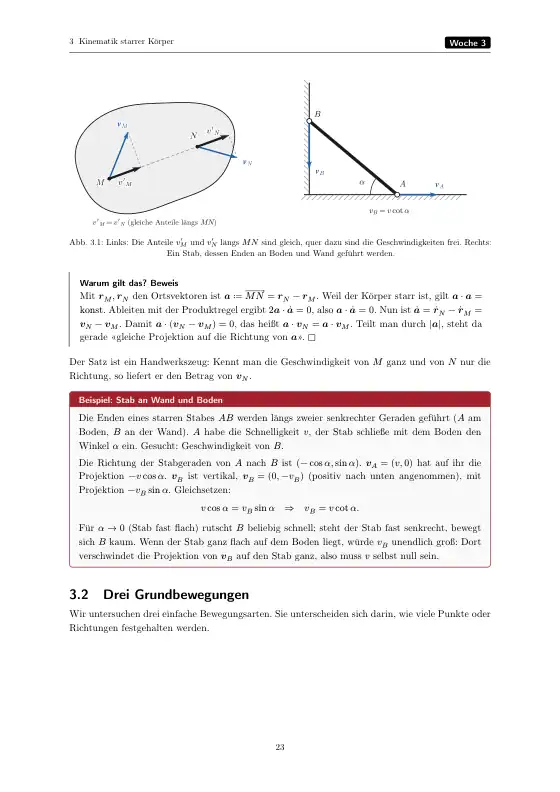 3 Kinematik starrer Körper
Woche 3
v_M
M
v′_M
N
v′_N
v_N
v′_M = v′_N (gleiche Anteile längs MN)
B
v_B
α
A
v_A
v_B = v cot α
Abb. 3.1: Links: Die Anteile v′_M und v′_N längs MN sind gleich, quer dazu sind die Geschwindigkeiten frei. Rechts:
Ein Stab, dessen Enden an Boden und Wand geführt werden.
Warum gilt das? Beweis
Mit r_M, r_N den Ortsvektoren ist a ≔ →MN = r_N − r_M. Weil der Körper starr ist, gilt a · a =
konst. Ableiten mit der Produktregel ergibt 2a · ȧ = 0, also a · ȧ = 0. Nun ist ȧ = ṙ_N − ṙ_M =
v_N − v_M. Damit a · (v_N − v_M) = 0, das heißt a · v_N = a · v_M. Teilt man durch |a|, steht da
gerade «gleiche Projektion auf die Richtung von a». □
Der Satz ist ein Handwerkszeug: Kennt man die Geschwindigkeit von M ganz und von N nur die
Richtung, so liefert er den Betrag von v_N.
Beispiel: Stab an Wand und Boden
Die Enden eines starren Stabes AB werden längs zweier senkrechter Geraden geführt (A am
Boden, B an der Wand). A habe die Schnelligkeit v, der Stab schließe mit dem Boden den
Winkel α ein. Gesucht: Geschwindigkeit von B.
Die Richtung der Stabgeraden von A nach B ist (− cos α, sin α). v_A = (v, 0) hat auf ihr die
Projektion −v cos α. v_B ist vertikal, v_B = (0, −v_B) (positiv nach unten angenommen), mit
Projektion −v_B sin α. Gleichsetzen:
v cos α = v_B sin α ⇒ v_B = v cot α.
Für α → 0 (Stab fast flach) rutscht B beliebig schnell; steht der Stab fast senkrecht, bewegt
sich B kaum. Wenn der Stab ganz flach auf dem Boden liegt, würde v_B unendlich groß: Dort
verschwindet die Projektion von v_B auf den Stab ganz, also muss v selbst null sein.
3.2 Drei Grundbewegungen
Wir untersuchen drei einfache Bewegungsarten. Sie unterscheiden sich darin, wie viele Punkte oder
Richtungen festgehalten werden.
23